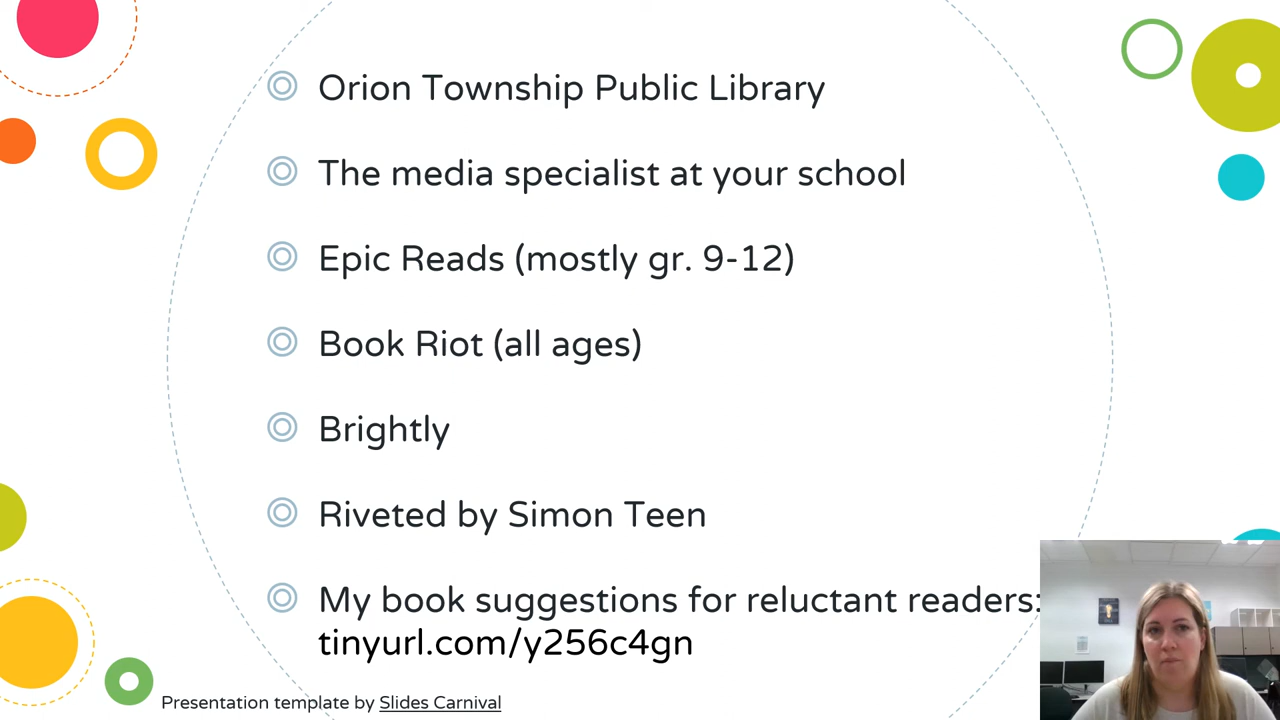 Orion Township Public Library
The media specialist at your school
Epic Reads (mostly gr. 9-12)
Book Riot (all ages)
Brightly
Riveted by Simon Teen
My book suggestions for reluctant readers:
tinyurl.com/y256c4gn
Presentation template by Slides Carnival